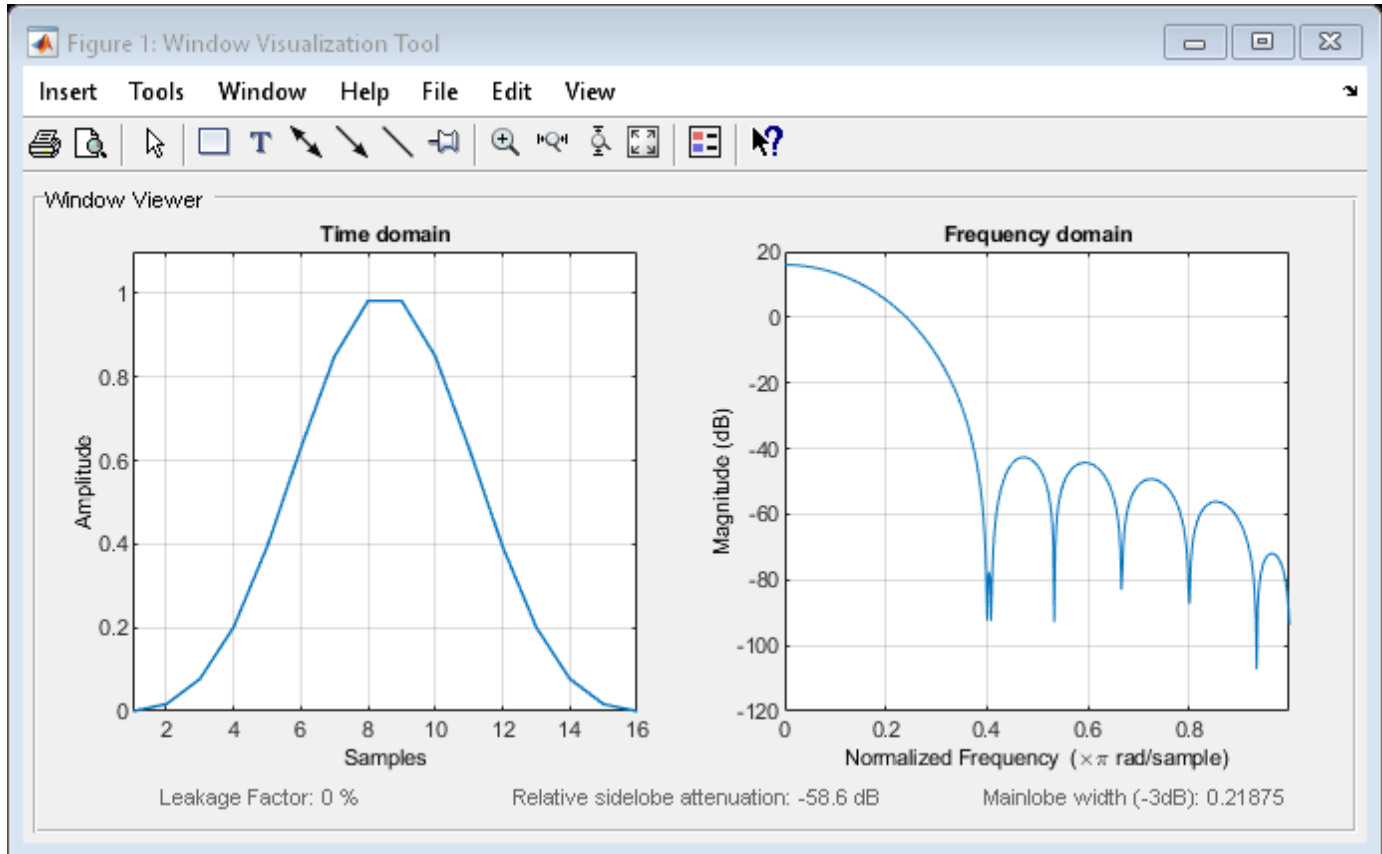 Figure 1: Window Visualization Tool
Insert Tools Window Help File Edit View
T ?
Window Viewer
Time domain
Amplitude
1
0.8
0.6
0.4
0.2
0
2 4 6 8 10 12 14 16
Samples
Frequency domain
Magnitude (dB)
20
0
-20
-40
-60
-80
-100
-120
0 0.2 0.4 0.6 0.8
Normalized Frequency (×π rad/sample)
Leakage Factor: 0 % Relative sidelobe attenuation: -58.6 dB Mainlobe width (-3dB): 0.21875